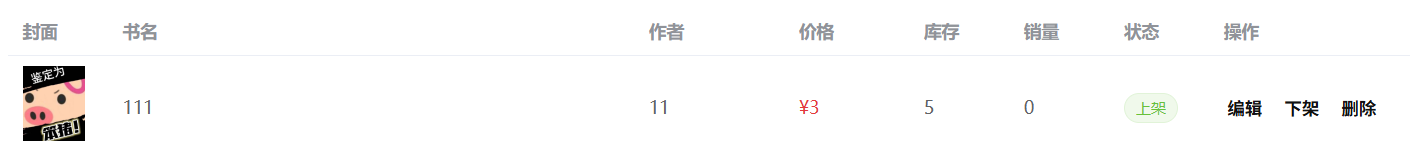 封面 书名 作者 价格 库存 销量 状态 操作
鉴定为
笨猪!
111 11 ¥3 5 0 上架 编辑 下架 删除